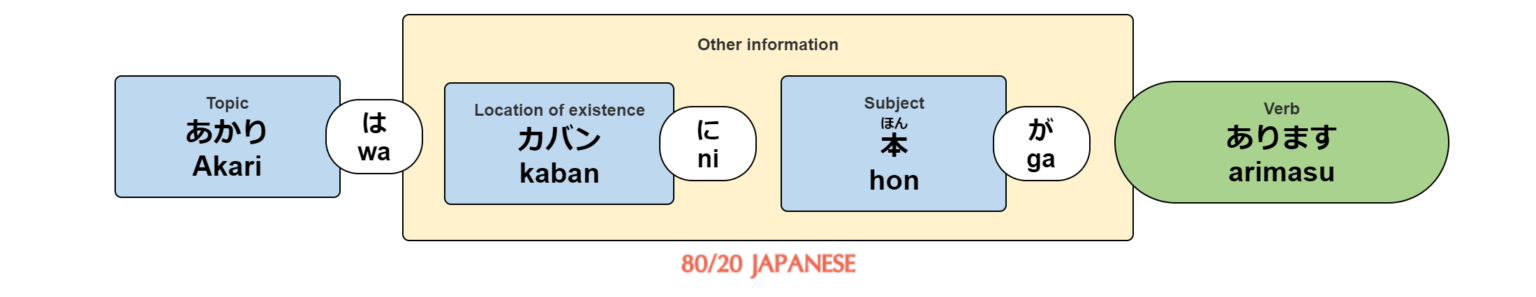 Other information
Topic
あかり
Akari
は
wa
Location of existence
カバン
kaban
に
ni
Subject
ほん
本
hon
が
ga
Verb
あります
arimasu
80/20 JAPANESE